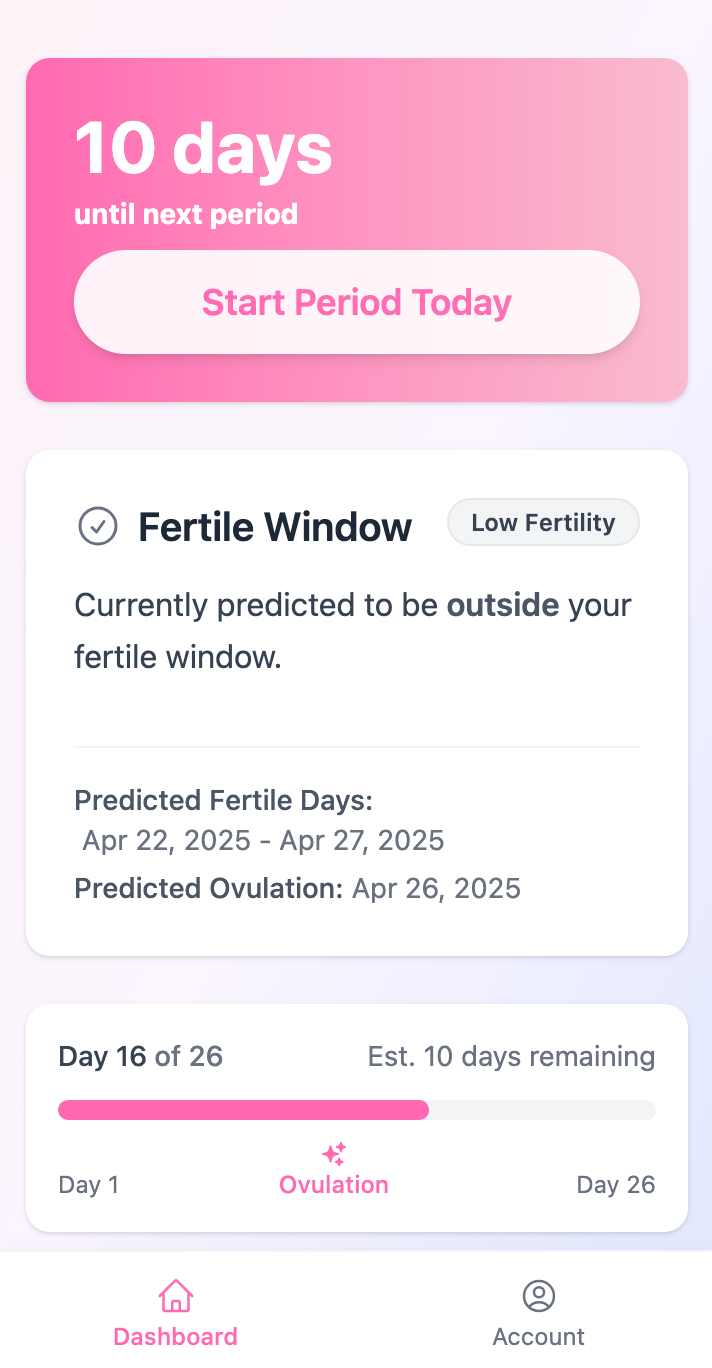 10 days
until next period
Start Period Today
Fertile Window
Low Fertility
Currently predicted to be outside your
fertile window.
Predicted Fertile Days:
Apr 22, 2025 - Apr 27, 2025
Predicted Ovulation: Apr 26, 2025
Day 16 of 26
Est. 10 days remaining
Day 1
Ovulation
Day 26
Dashboard
Account